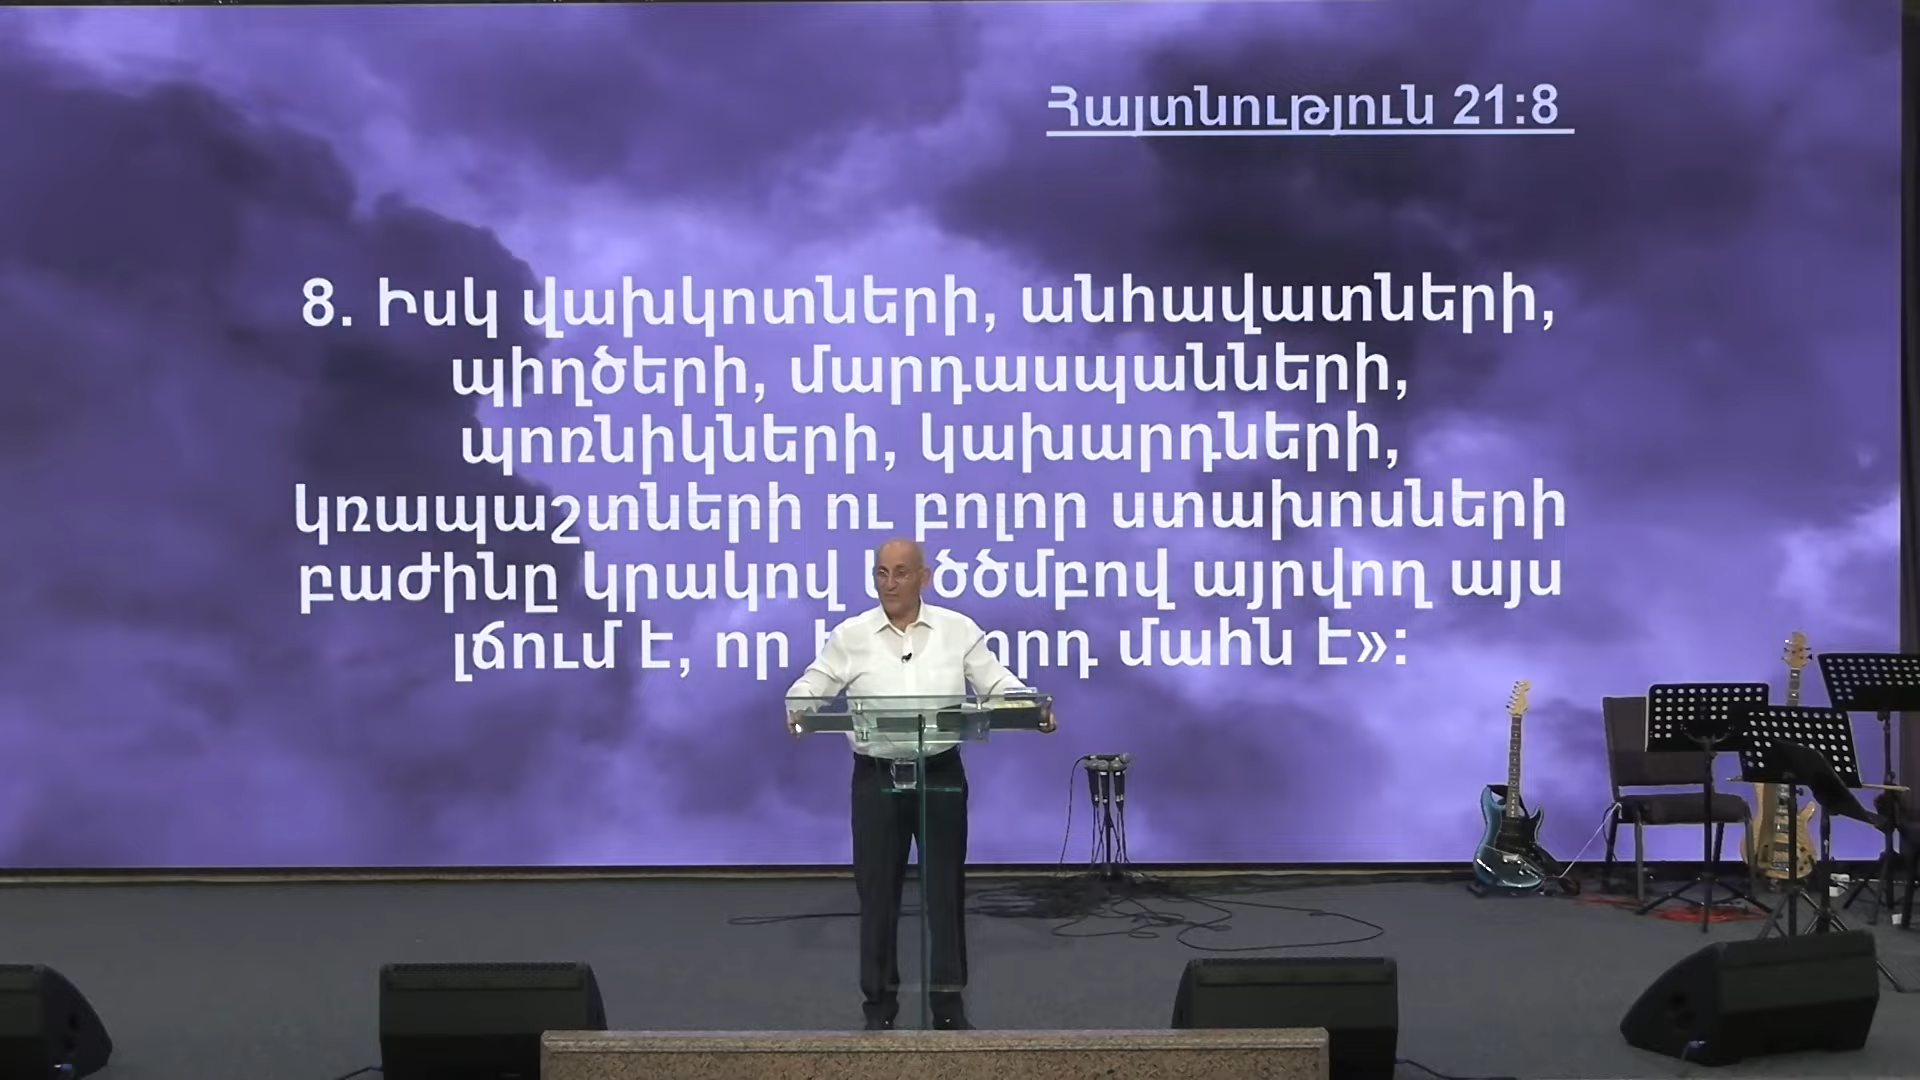 Հայտնություն 21:8
8. Իսկ վախկոտների, անհավատների,
պիղծերի, մարդասպանների,
պոռնիկների, կախարդների,
կռապաշտների ու բոլոր ստախոսների
բաժինը կրակով ծծմբով այրվող այս
լճում է, որ մահն է»: